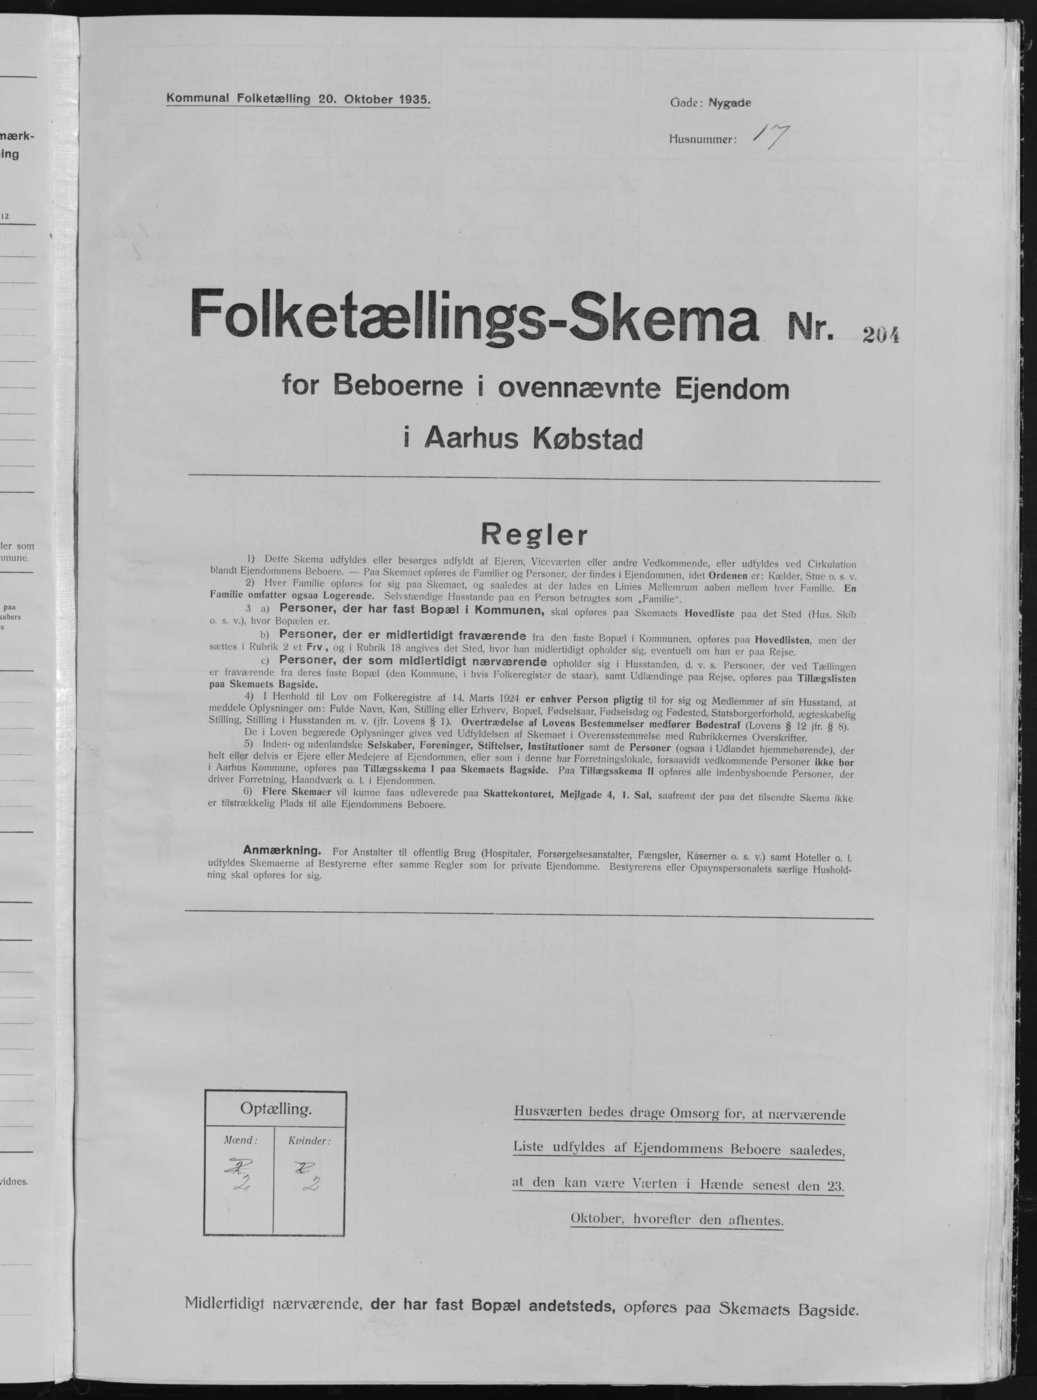 Kommunal Folketælling 20. Oktober 1935.
Gade: Nygade
Husnummer: 17
Folketællings-Skema Nr. 204
for Beboerne i ovennævnte Ejendom
i Aarhus Købstad
Regler
1) Dette Skema udfyldes eller besørges udfyldt af Ejeren, Viceværten eller andre Vedkommende, eller udfyldes ved Cirkulation
blandt Ejendommens Beboere. — Paa Skemaet opføres de Familier og Personer, der findes i Ejendommen, idet Ordenen er: Kælder, Stue o. s. v.
2) Hver Familie opføres for sig paa Skemaet, og saaledes at der lades en Linies Mellemrum aaben mellem hver Familie. En
Familie omfatter ogsaa Logerende. Selvstændige Husstande paa en Person betragtes som „Familie“.
3 a) Personer, der har fast Bopæl i Kommunen, skal opføres paa Skemaets Hovedliste paa det Sted (Hus, Skib
o. s. v.), hvor Bopælen er.
b) Personer, der er midlertidigt fraværende fra den faste Bopæl i Kommunen, opføres paa Hovedlisten, men der
sættes i Rubrik 2 et Frv, og i Rubrik 18 angives det Sted, hvor han midlertidigt opholder sig, eventuelt om han er paa Rejse.
c) Personer, der som midlertidigt nærværende opholder sig i Husstanden, d. v. s. Personer, der ved Tællingen
er fraværende fra deres faste Bopæl (den Kommune, i hvis Folkeregister de staar), samt Udlændinge paa Rejse, opføres paa Tillægslisten
paa Skemaets Bagside.
4) I Henhold til Lov om Folkeregistre af 14. Marts 1924 er enhver Person pligtig til for sig og Medlemmer af sin Husstand, at
meddele Oplysninger om: Fulde Navn, Køn, Stilling eller Erhverv, Bopæl, Fødselsaar, Fødselsdag og Fødested, Statsborgerforhold, ægteskabelig
Stilling, Stilling i Husstanden m. v. (jfr. Lovens § 1). Overtrædelse af Lovens Bestemmelser medfører Bødestraf (Lovens § 12 jfr. § 8).
De i Loven begærede Oplysninger gives ved Udfyldelsen af Skemaet i Overensstemmelse med Rubrikkernes Overskrifter.
5) Inden- og udenlandske Selskaber, Foreninger, Stiftelser, Institutioner samt de Personer (ogsaa i Udlandet hjemmehørende), der
helt eller delvis er Ejere eller Medejere af Ejendommen, eller som i denne har Forretningslokale, forsaavidt vedkommende Personer ikke bor
i Aarhus Kommune, opføres paa Tillægsskema I paa Skemaets Bagside. Paa Tillægsskema II opføres alle indenbysboende Personer, der
driver Forretning, Haandværk o. l. i Ejendommen.
6) Flere Skemaer vil kunne faas udleverede paa Skattekontoret, Mejlgade 4, 1. Sal, saafremt der paa det tilsendte Skema ikke
er tilstrækkelig Plads til alle Ejendommens Beboere.
Anmærkning. For Anstalter til offentlig Brug (Hospitaler, Forsørgelsesanstalter, Fængsler, Kaserner o. s. v.) samt Hoteller o. l.
udfyldes Skemaerne af Bestyrerne efter samme Regler som for private Ejendomme. Bestyrerens eller Opsynspersonalets særlige Hushold-
ning skal opføres for sig.
Optælling.
Mænd: Kvinder:
2 2
2 2
Husværten bedes drage Omsorg for, at nærværende
Liste udfyldes af Ejendommens Beboere saaledes,
at den kan være Værten i Hænde senest den 23.
Oktober, hvorefter den afhentes.
Midlertidigt nærværende, der har fast Bopæl andetsteds, opføres paa Skemaets Bagside.